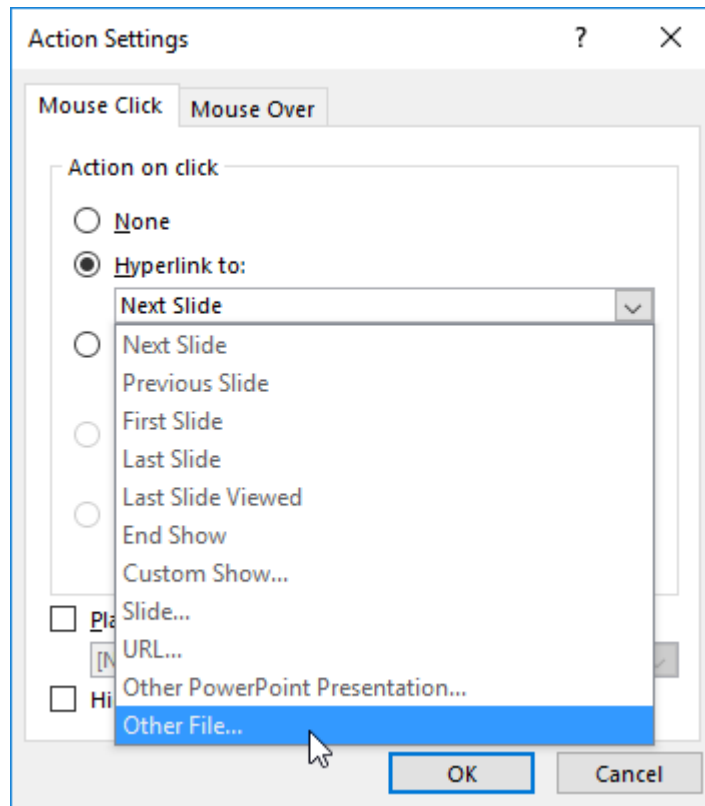 Action Settings
?
Mouse Click Mouse Over
Action on click
None
Hyperlink to:
Next Slide
Next Slide
Previous Slide
First Slide
Last Slide
Last Slide Viewed
End Show
Custom Show...
Slide...
URL...
Other PowerPoint Presentation...
Other File...
OK Cancel